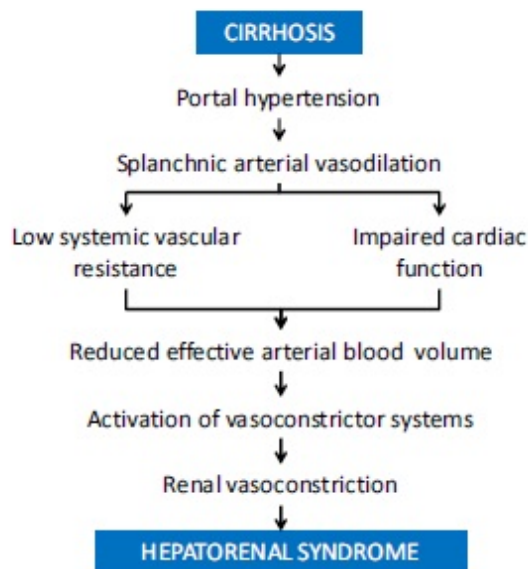 CIRRHOSIS
Portal hypertension
Splanchnic arterial vasodilation
Low systemic vascular
resistance
Impaired cardiac
function
Reduced effective arterial blood volume
Activation of vasoconstrictor systems
Renal vasoconstriction
HEPATORENAL SYNDROME